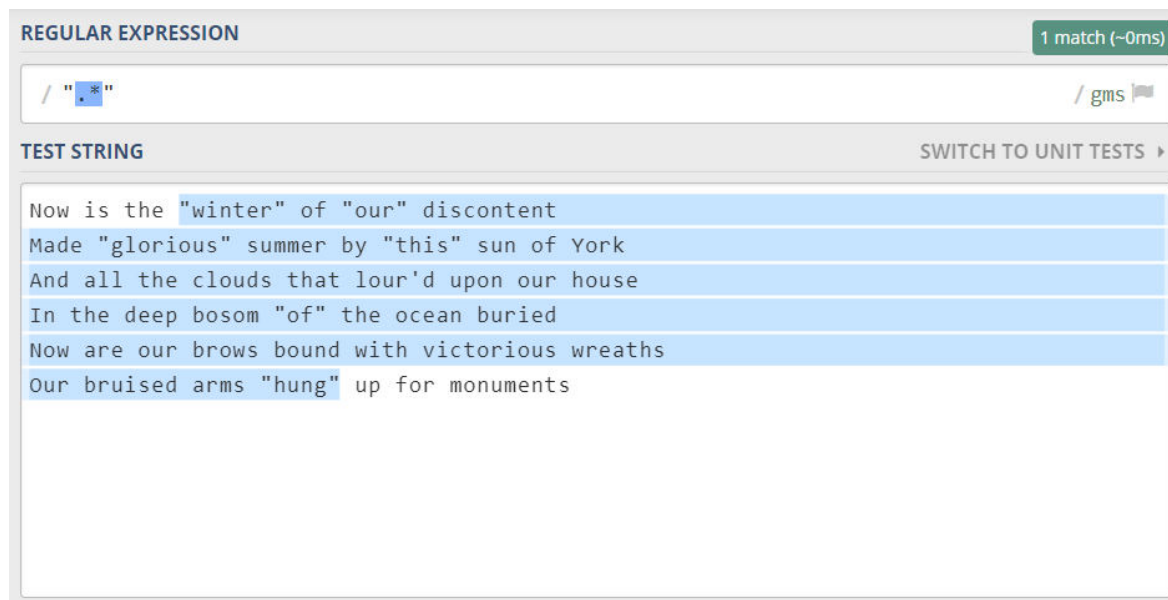 REGULAR EXPRESSION
1 match (~0ms)
/ ".*" / gms
TEST STRING
SWITCH TO UNIT TESTS
Now is the "winter" of "our" discontent
Made "glorious" summer by "this" sun of York
And all the clouds that lour'd upon our house
In the deep bosom "of" the ocean buried
Now are our brows bound with victorious wreaths
Our bruised arms "hung" up for monuments